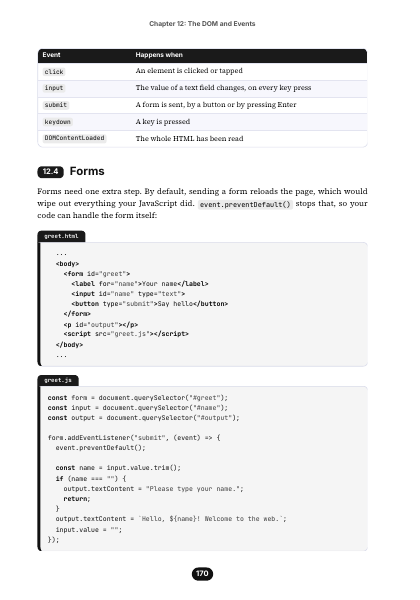 Chapter 12: The DOM and Events
Event Happens when
click An element is clicked or tapped
input The value of a text field changes, on every key press
submit A form is sent, by a button or by pressing Enter
keydown A key is pressed
DOMContentLoaded The whole HTML has been read
12.4 Forms
Forms need one extra step. By default, sending a form reloads the page, which would
wipe out everything your JavaScript did. event.preventDefault() stops that, so your
code can handle the form itself:
greet.html
...
<body>
  <form id="greet">
    <label for="name">Your name</label>
    <input id="name" type="text">
    <button type="submit">Say hello</button>
  </form>
  <p id="output"></p>
  <script src="greet.js"></script>
</body>
...
greet.js
const form = document.querySelector("#greet");
const input = document.querySelector("#name");
const output = document.querySelector("#output");
form.addEventListener("submit", (event) => {
  event.preventDefault();
  const name = input.value.trim();
  if (name === "") {
    output.textContent = "Please type your name.";
    return;
  }
  output.textContent = `Hello, ${name}! Welcome to the web.`;
  input.value = "";
});
170